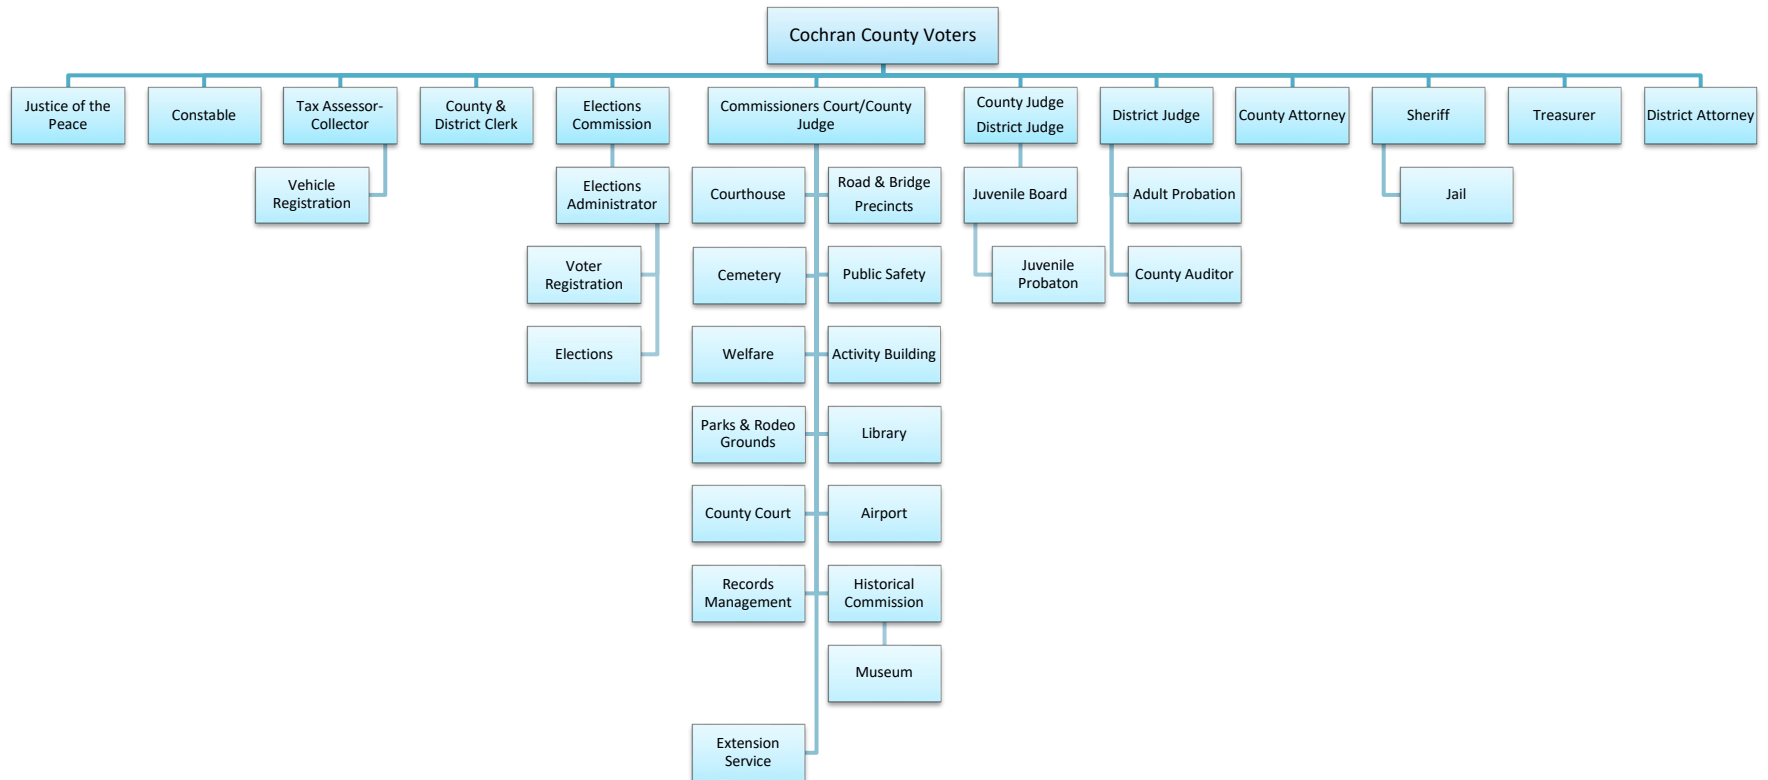 Cochran County Voters
Justice of the
Peace
Constable
Tax Assessor-
Collector
County &
District Clerk
Elections
Commission
Commissioners Court/County
Judge
County Judge
District Judge
District Judge
County Attorney
Sheriff
Treasurer
District Attorney
Vehicle
Registration
Elections
Administrator
Courthouse
Road & Bridge
Precincts
Juvenile Board
Adult Probation
Jail
Voter
Registration
Cemetery
Public Safety
Juvenile
Probaton
County Auditor
Elections
Welfare
Activity Building
Parks & Rodeo
Grounds
Library
County Court
Airport
Records
Management
Historical
Commission
Museum
Extension
Service